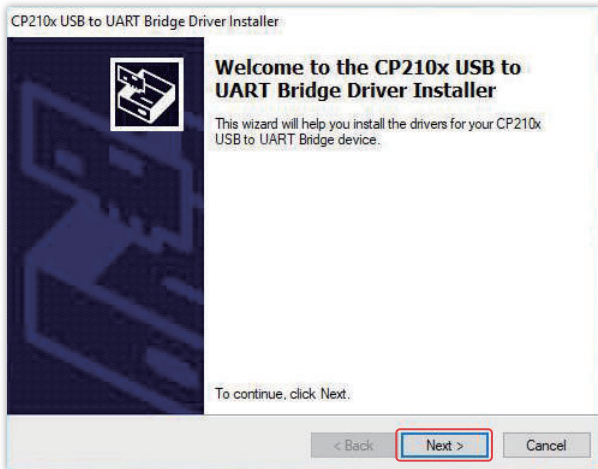 CP210x USB to UART Bridge Driver Installer
Welcome to the CP210x USB to
UART Bridge Driver Installer
This wizard will help you install the drivers for your CP210x
USB to UART Bridge device.
To continue, click Next.
< Back Next > Cancel